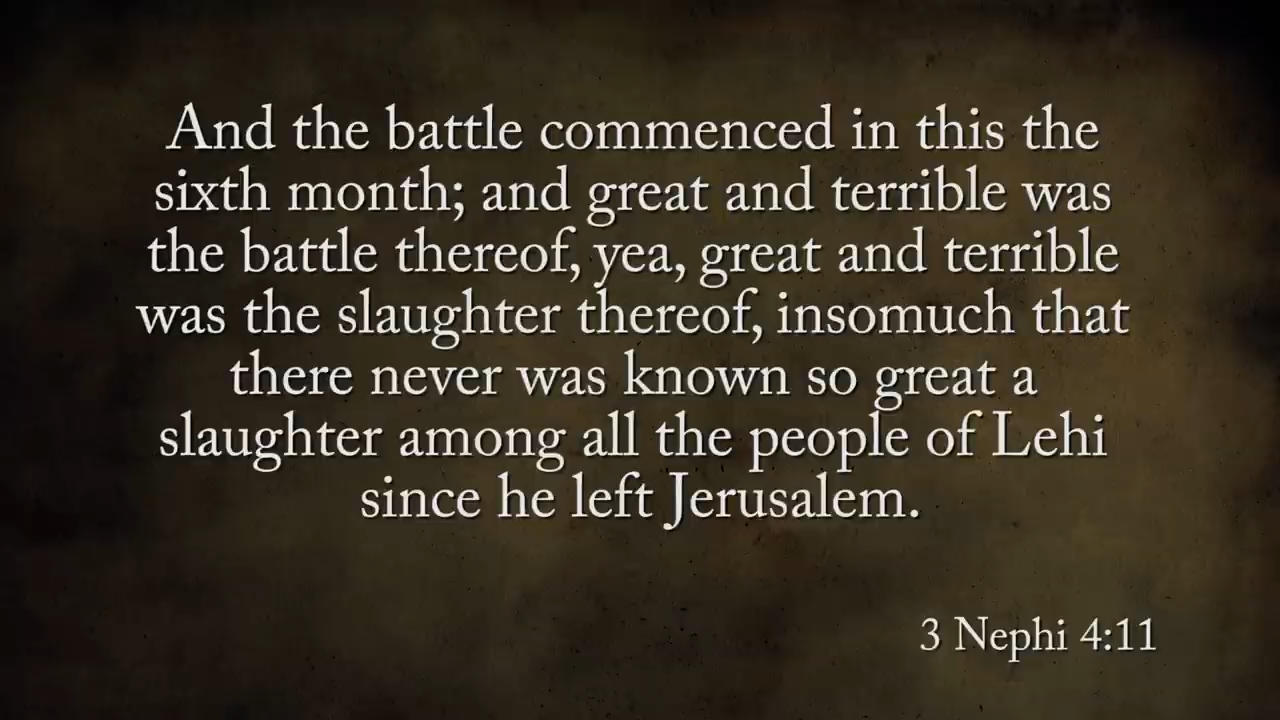 And the battle commenced in this the
sixth month; and great and terrible was
the battle thereof, yea, great and terrible
was the slaughter thereof, insomuch that
there never was known so great a
slaughter among all the people of Lehi
since he left Jerusalem.
3 Nephi 4:11